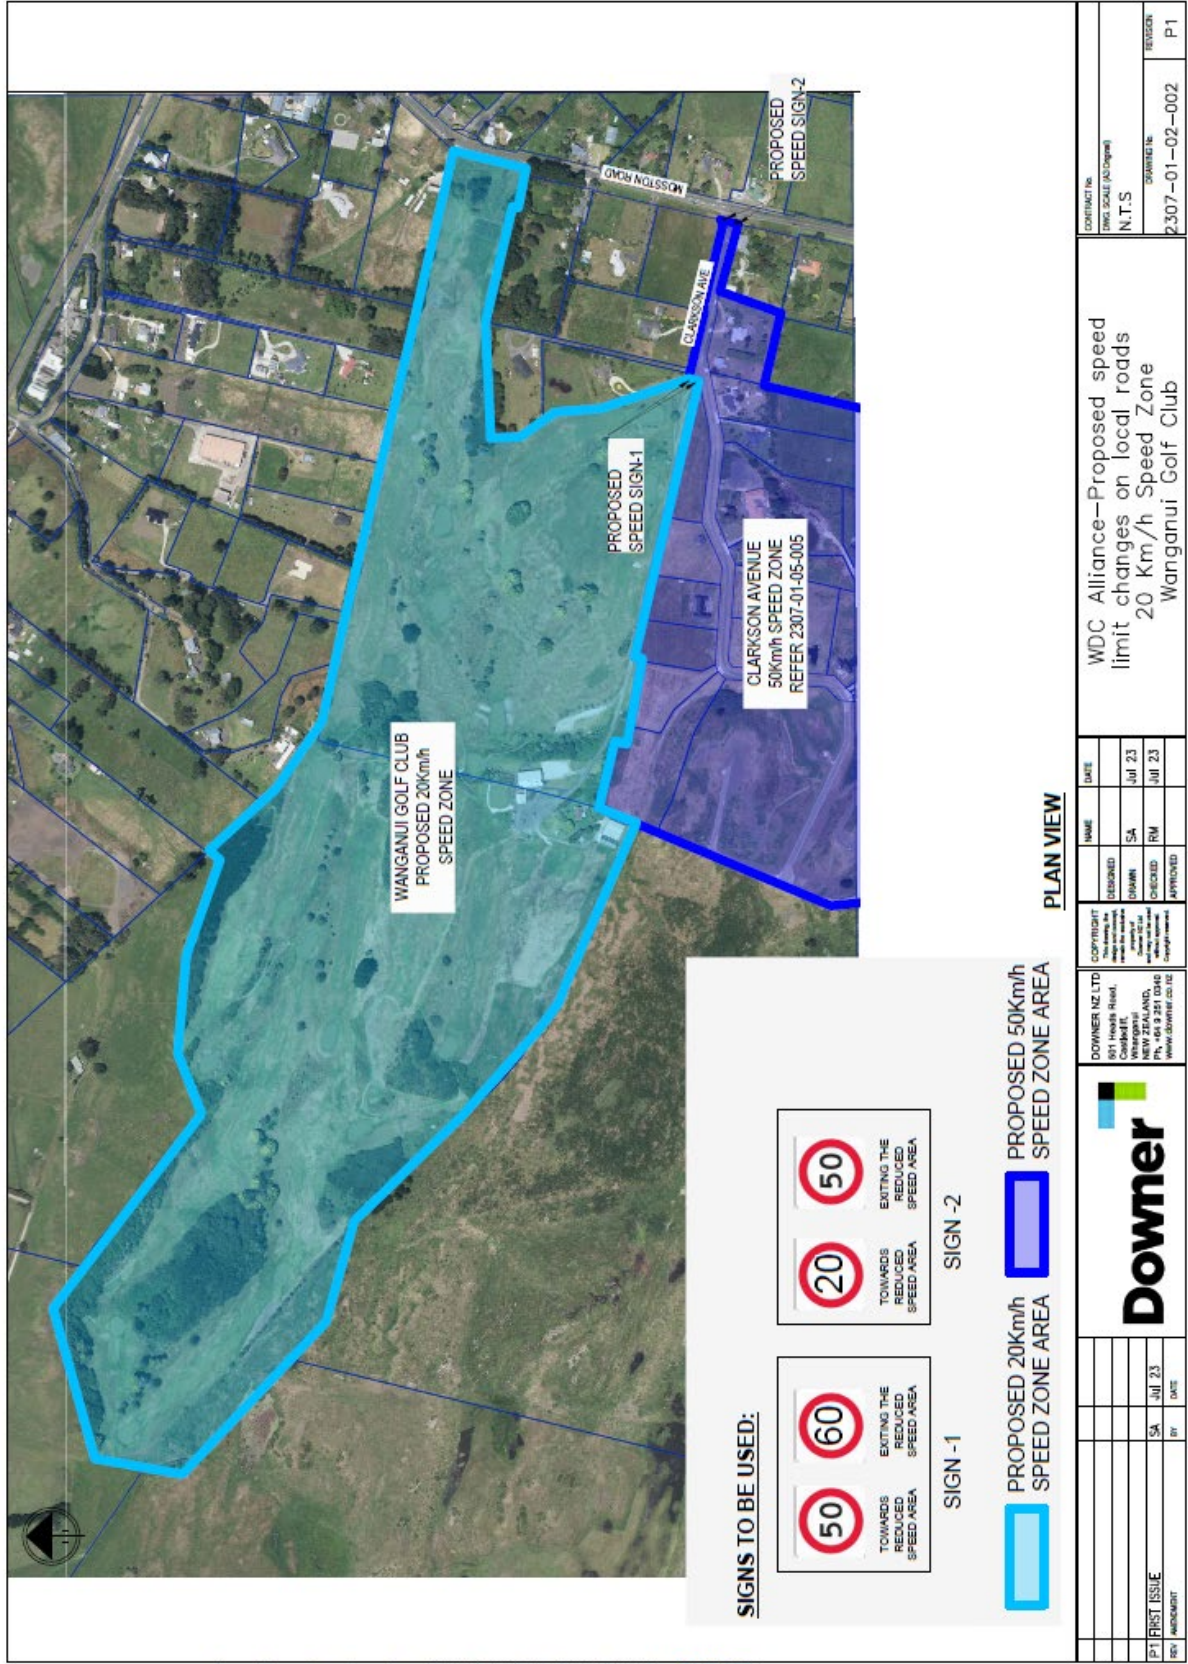 WANGANUI GOLF CLUB
PROPOSED 20Km/h
SPEED ZONE
PROPOSED
SPEED SIGN-1
PROPOSED
SPEED SIGN-2
MOSSTON ROAD
CLARKSON AVE
CLARKSON AVENUE
50Km/h SPEED ZONE
REFER 2307-01-05-005
PLAN VIEW
SIGNS TO BE USED:
50
TOWARDS
REDUCED
SPEED AREA
60
EXITING THE
REDUCED
SPEED AREA
SIGN -1
20
TOWARDS
REDUCED
SPEED AREA
50
EXITING THE
REDUCED
SPEED AREA
SIGN -2
PROPOSED 20Km/h
SPEED ZONE AREA
PROPOSED 50Km/h
SPEED ZONE AREA
P1 FIRST ISSUE SA Jul 23
REV AMENDMENT BY DATE
Downer
DOWNER NZ LTD
Castlecliff,
NEW ZEALAND,
www.downer.co.nz
COPYRIGHT
NAME DATE
DESIGNED
DRAWN SA Jul 23
CHECKED RM Jul 23
APPROVED
WDC Alliance-Proposed speed
limit changes on local roads
20 Km/h Speed Zone
Wanganui Golf Club
CONTRACT No.
DWG. SCALE (A3 Original)
N.T.S
DRAWING No. REVISION
2307-01-02-002 P1